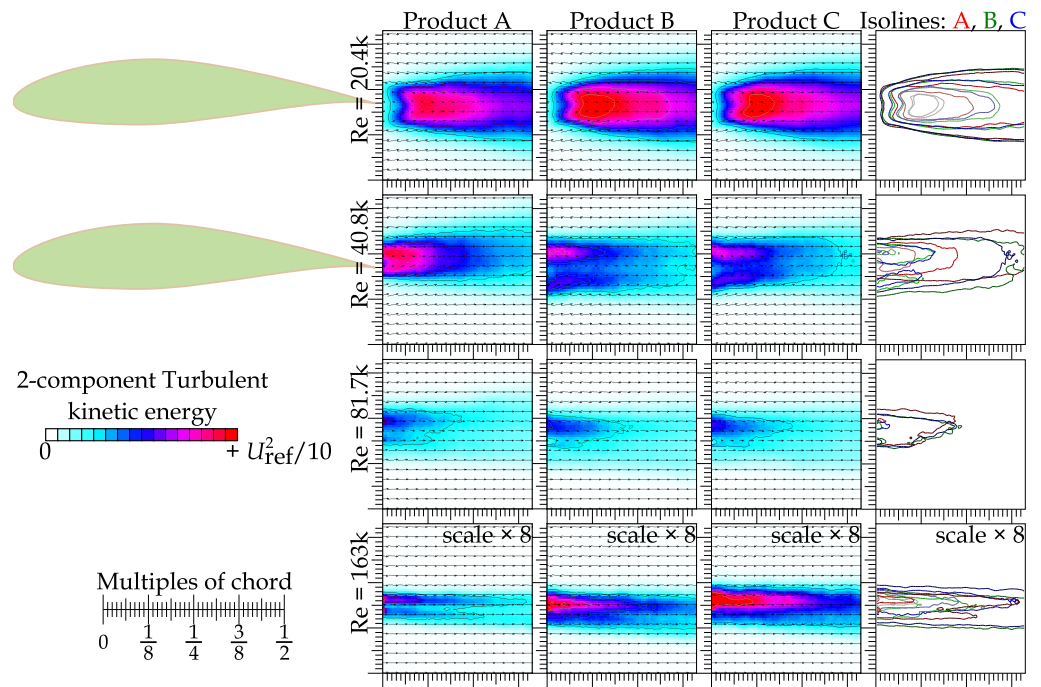 Product A Product B Product C Isolines: A, B, C
Re = 20.4k
Re = 40.8k
2-component Turbulent
kinetic energy
0 + U²ref/10
Re = 81.7k
scale × 8 scale × 8 scale × 8 scale × 8
Re = 163k
Multiples of chord
0 1/8 1/4 3/8 1/2